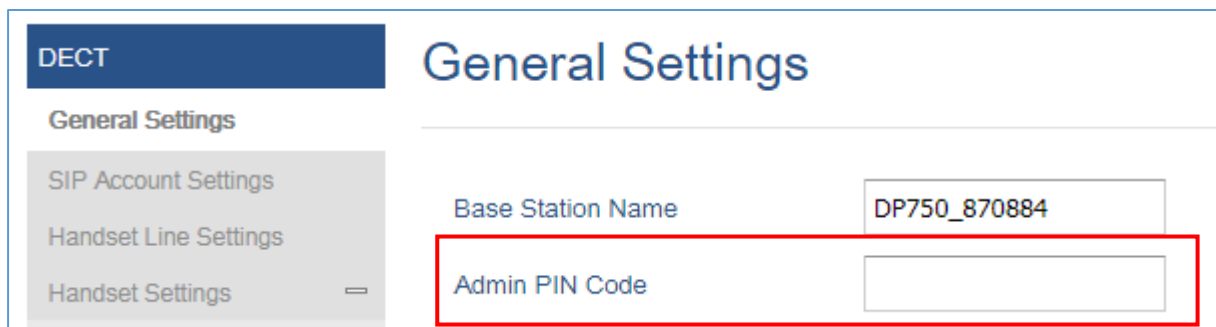 DECT
General Settings
SIP Account Settings
Handset Line Settings
Handset Settings
General Settings
Base Station Name DP750_870884
Admin PIN Code